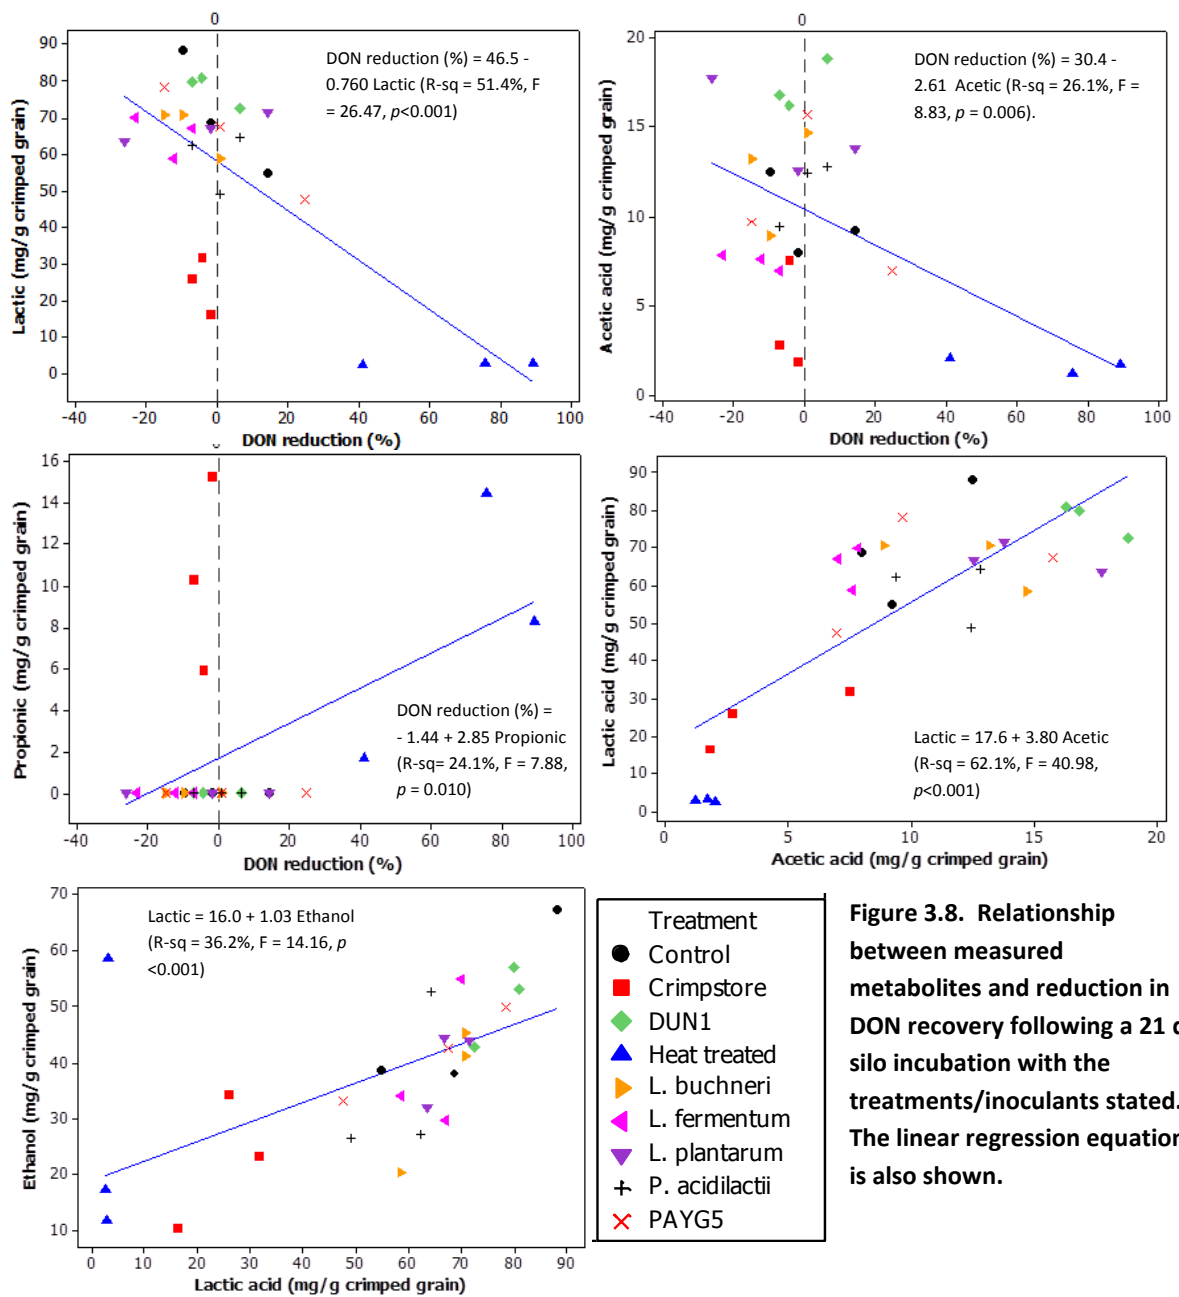 0
DON reduction (%) = 46.5 -
0.760 Lactic (R-sq = 51.4%, F
= 26.47, p<0.001)
Lactic (mg/g crimped grain)
90
80
70
60
50
40
30
20
10
0
-40 -20 0 20 40 60 80 100
DON reduction (%)
0
DON reduction (%) = 30.4 -
2.61 Acetic (R-sq = 26.1%, F =
8.83, p = 0.006).
Acetic acid (mg/g crimped grain)
20
15
10
5
0
-40 -20 0 20 40 60 80 100
DON reduction (%)
Propionic (mg/g crimped grain)
16
14
12
10
8
6
4
2
0
DON reduction (%) =
- 1.44 + 2.85 Propionic
(R-sq= 24.1%, F = 7.88,
p = 0.010)
-40 -20 0 20 40 60 80 100
DON reduction (%)
Lactic acid (mg/g crimped grain)
90
80
70
60
50
40
30
20
10
0
Lactic = 17.6 + 3.80 Acetic
(R-sq = 62.1%, F = 40.98,
p<0.001)
0 5 10 15 20
Acetic acid (mg/g crimped grain)
Ethanol (mg/g crimped grain)
70
60
50
40
30
20
10
Lactic = 16.0 + 1.03 Ethanol
(R-sq = 36.2%, F = 14.16, p
<0.001)
0 10 20 30 40 50 60 70 80 90
Lactic acid (mg/g crimped grain)
Treatment
Control
Crimpstore
DUN1
Heat treated
L. buchneri
L. fermentum
L. plantarum
P. acidilactii
PAYG5
Figure 3.8. Relationship
between measured
metabolites and reduction in
DON recovery following a 21 d
silo incubation with the
treatments/inoculants stated.
The linear regression equation
is also shown.